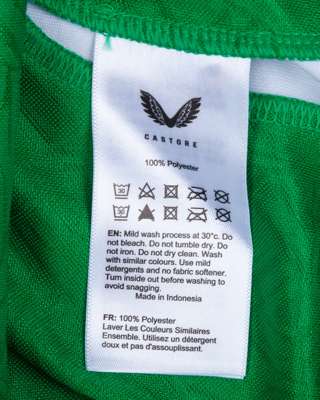 CASTORE
100% Polyester
30
30
EN: Mild wash process at 30°c. Do
not bleach. Do not tumble dry. Do
not iron. Do not dry clean. Wash
with similar colours. Use mild
detergents and no fabric softener.
Turn inside out before washing to
avoid snagging.
Made in Indonesia
FR: 100% Polyester
Laver Les Couleurs Similaires
Ensemble. Utilisez un détergent
doux et pas d'assouplissant.